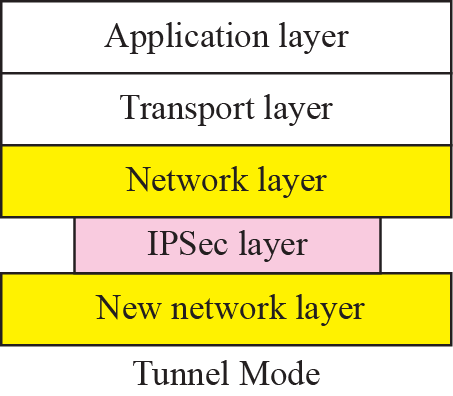 Application layer
Transport layer
Network layer
IPSec layer
New network layer
Tunnel Mode